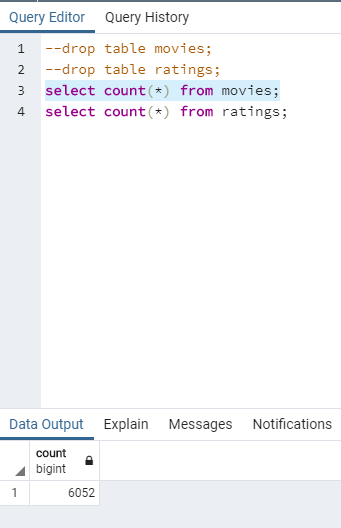 Query Editor Query History
1 --drop table movies;
2 --drop table ratings;
3 select count(*) from movies;
4 select count(*) from ratings;
Data Output Explain Messages Notifications
count
bigint
1 6052